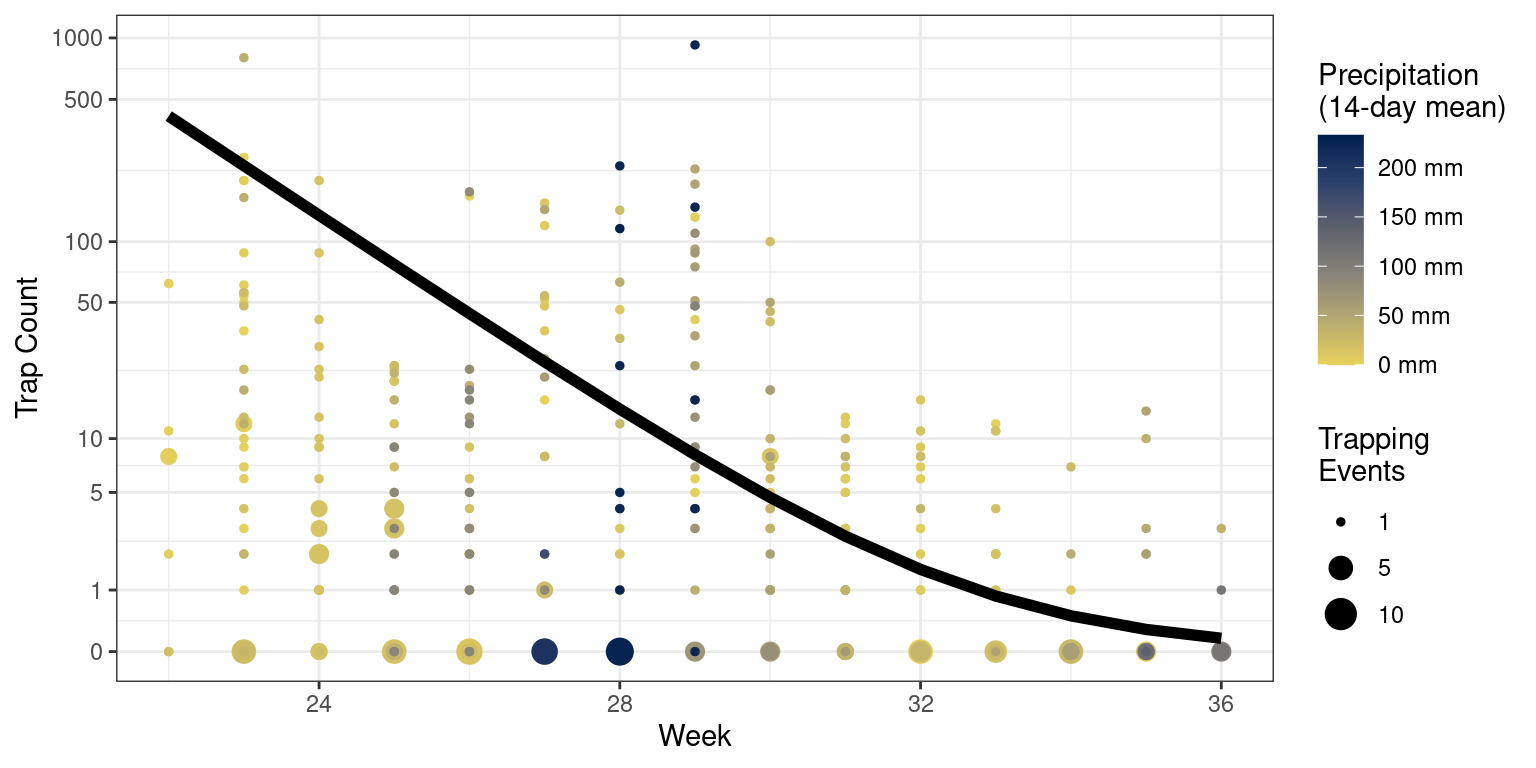 1000
500
100
50
10
5
1
0
Trap Count
24
28
32
36
Week
Precipitation
(14-day mean)
200 mm
150 mm
100 mm
50 mm
0 mm
Trapping
Events
1
5
10